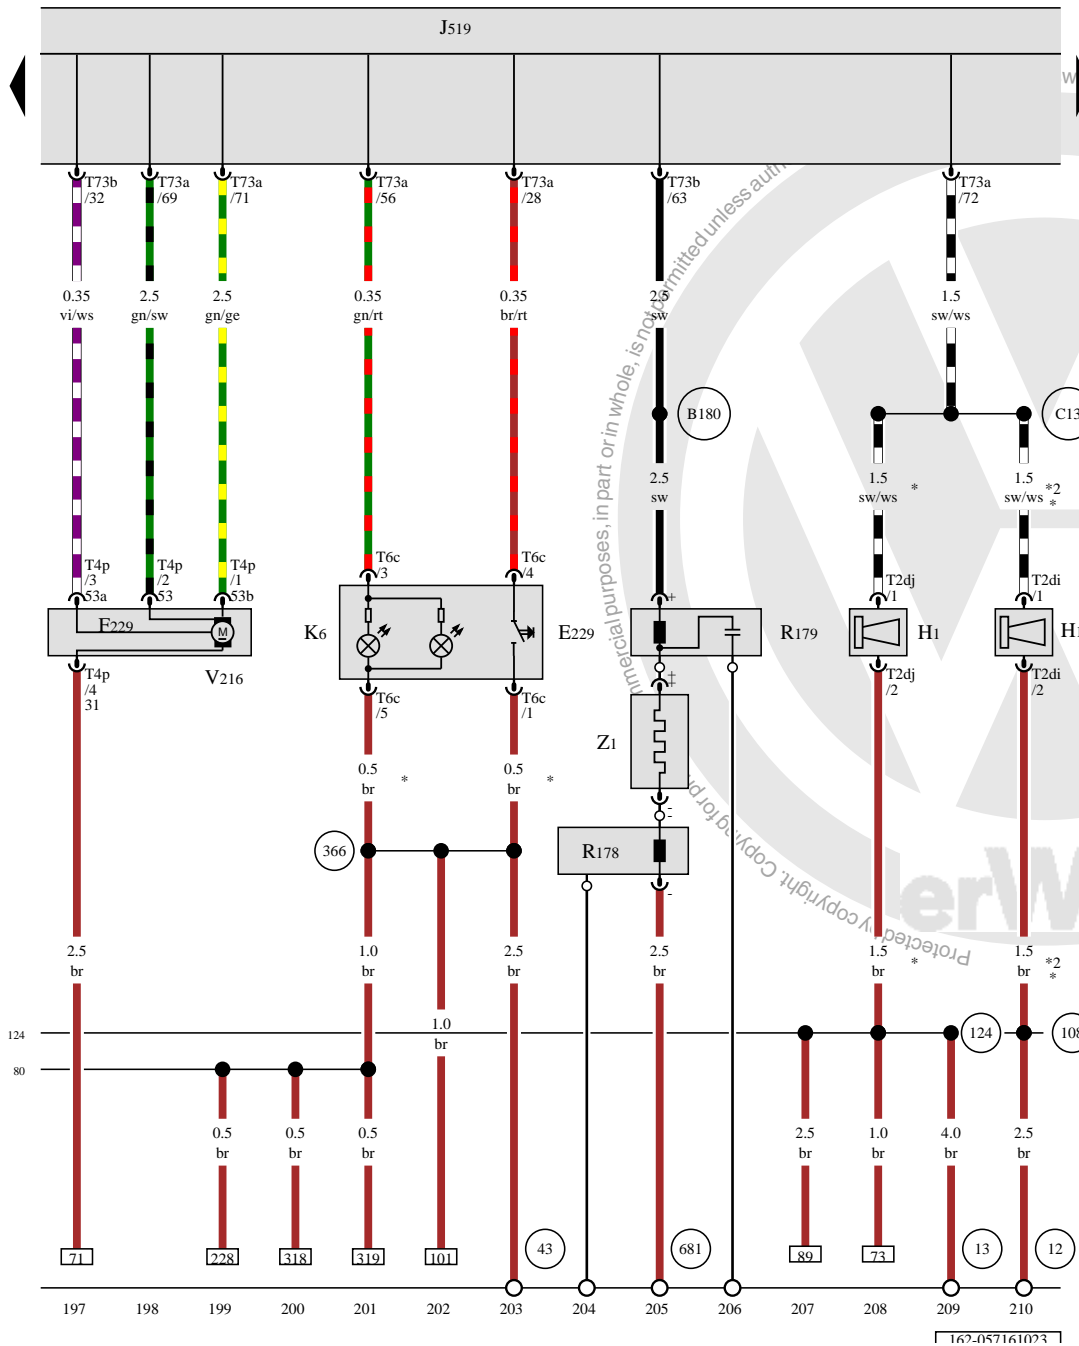 J519
T73b
/32
T73a
/69
T73a
/71
T73a
/56
T73a
/28
T73b
/63
T73a
/72
0.35
vi/ws
2.5
gn/sw
2.5
gn/ge
0.35
gn/rt
0.35
br/rt
2.5
sw
1.5
sw/ws
B180
C13
2.5
sw
1.5
sw/ws
*
1.5
sw/ws
*2
*
T4p
/3
53a
T4p
/2
53
T4p
/1
53b
T6c
/3
T6c
/4
+
T2dj
/1
T2di
/1
F229
M
V216
K6
E229
R179
H1
H1
T4p
/4
31
T6c
/5
T6c
/1
T2dj
/2
T2di
/2
Z1
0.5
br
*
0.5
br
*
-
-
366
R178
-
2.5
br
1.0
br
2.5
br
2.5
br
1.5
br
*
1.5
br
*2
*
1.0
br
124
124
108
80
0.5
br
0.5
br
0.5
br
2.5
br
1.0
br
4.0
br
2.5
br
71
228
318
319
101
43
681
89
73
13
12
197
198
199
200
201
202
203
204
205
206
207
208
209
210
162-057161023
Protected by copyright. Copying for
mmercial purposes, in part or in whole, is not permitted unless auth
erW
w